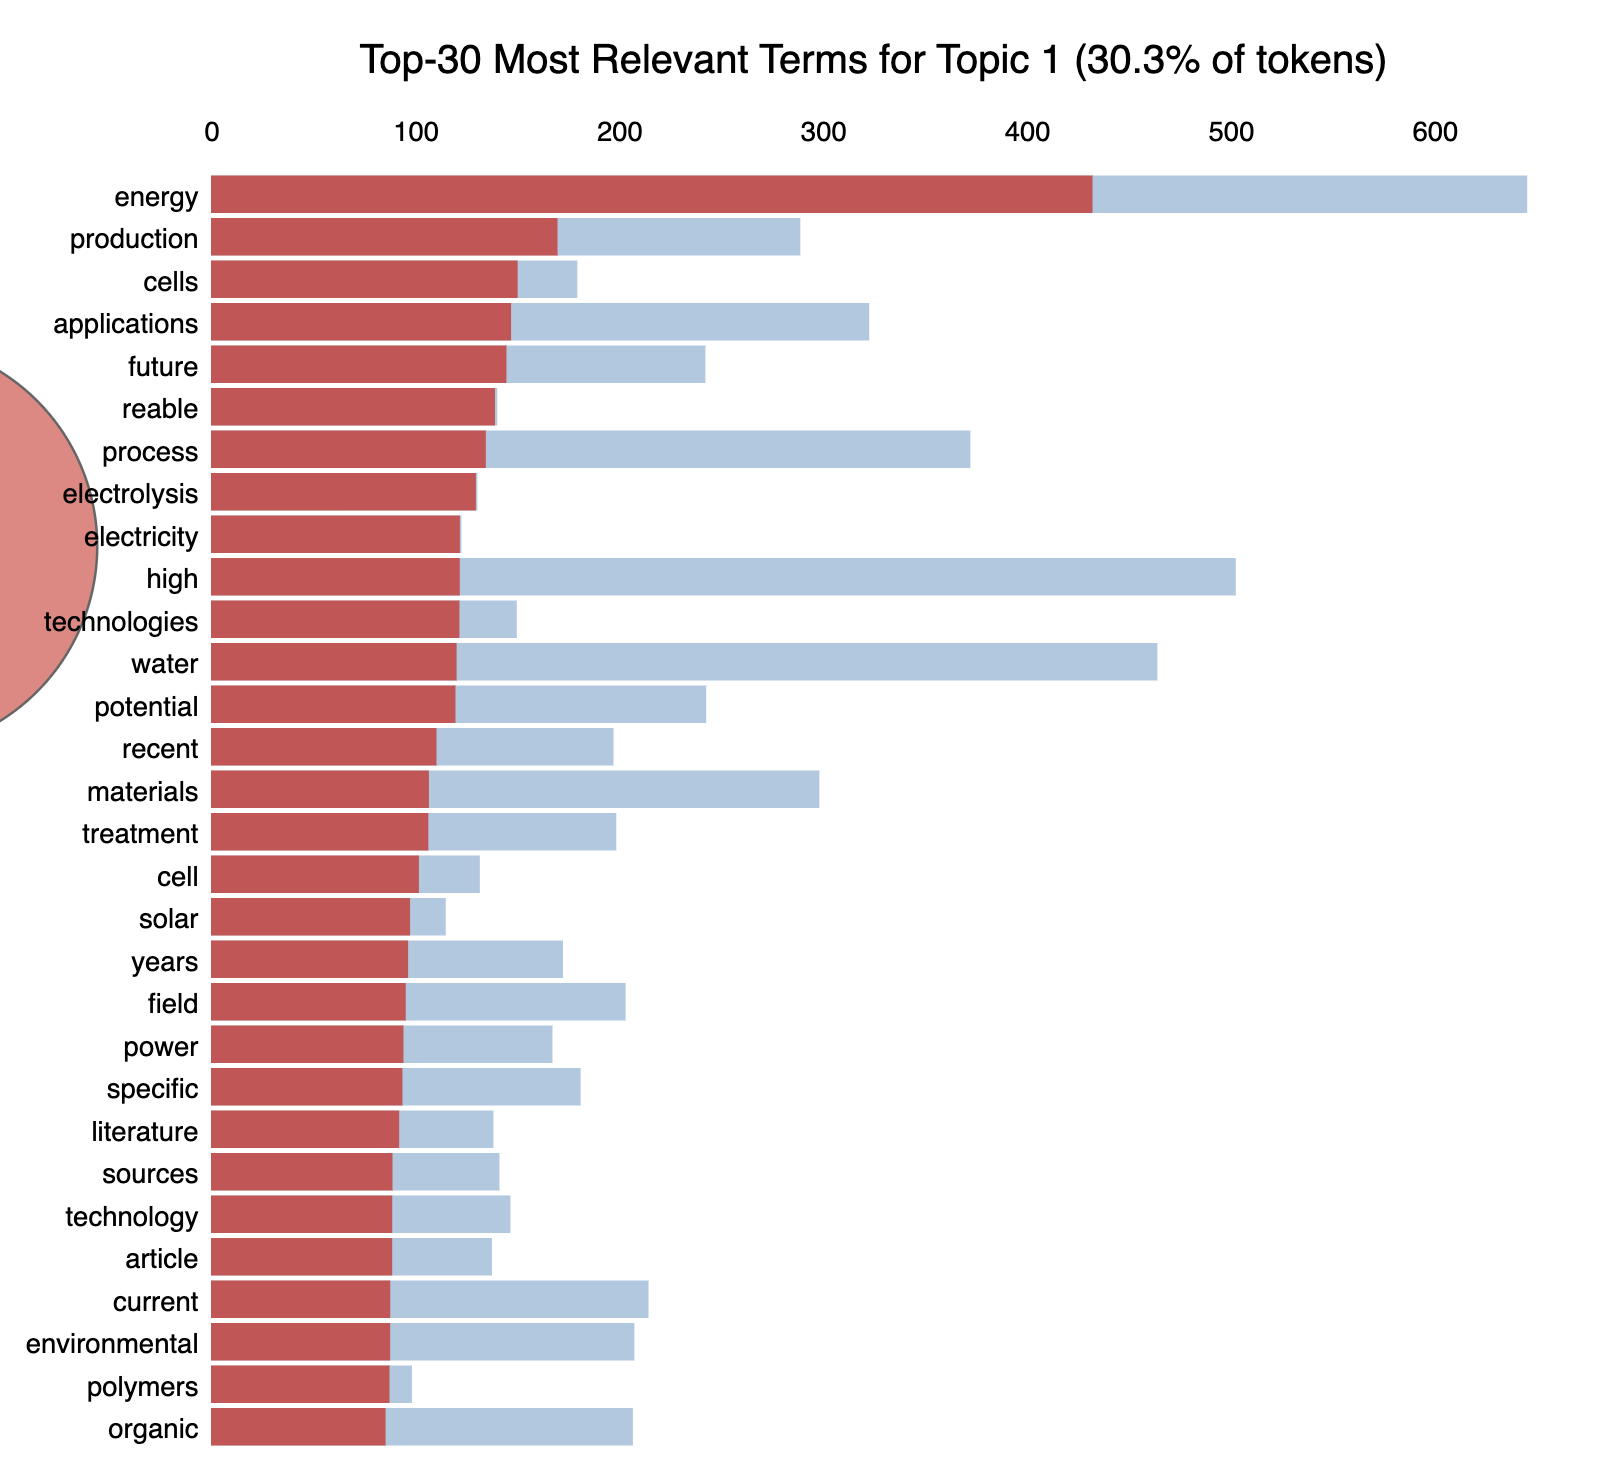 Top-30 Most Relevant Terms for Topic 1 (30.3% of tokens)
0 100 200 300 400 500 600
energy
production
cells
applications
future
reable
process
electrolysis
electricity
high
technologies
water
potential
recent
materials
treatment
cell
solar
years
field
power
specific
literature
sources
technology
article
current
environmental
polymers
organic